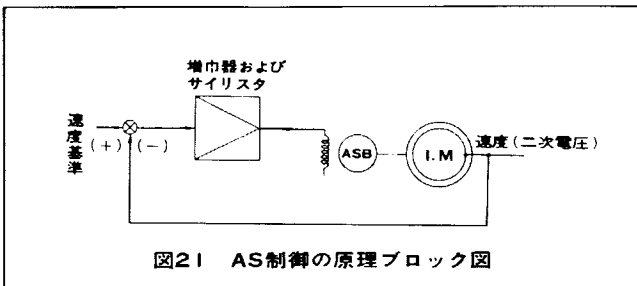 増巾器および
サイリスタ
速度基準
(+)
(−)
ASB
I.M
速度(二次電圧)
図21 AS制御の原理ブロック図